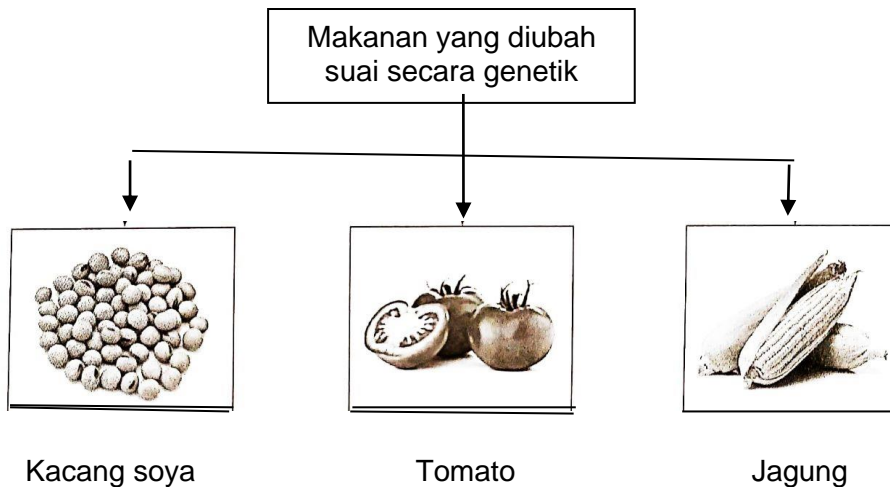 Makanan yang diubah
suai secara genetik
Kacang soya
Tomato
Jagung